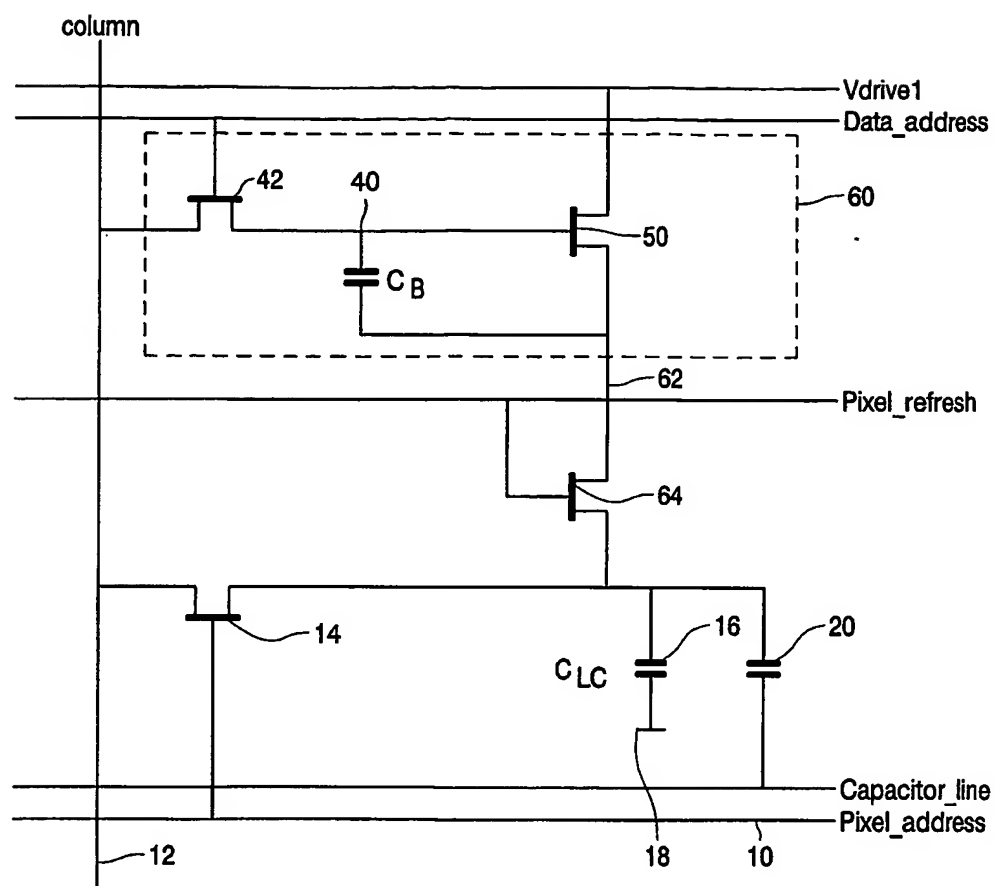 column
Vdrive1
Data_address
42
40
60
50
C B
62
Pixel_refresh
64
14
16
20
C LC
Capacitor_line
Pixel_address
12
18
10